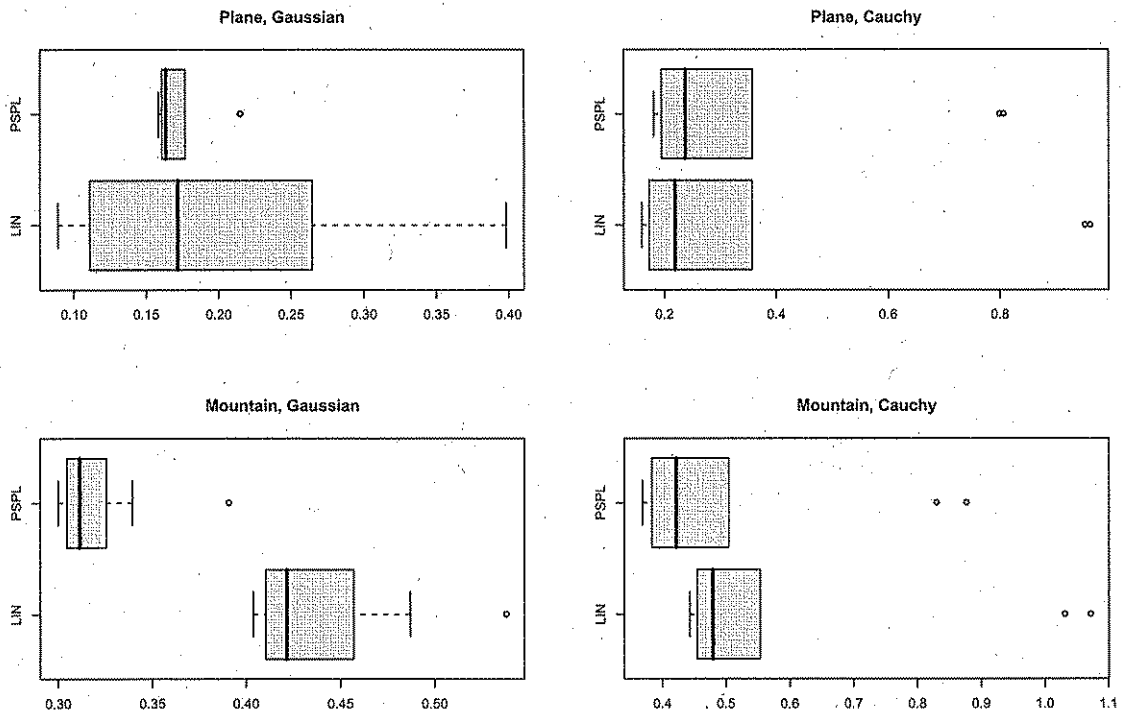 Plane, Gaussian
PSPL
LIN
0.10 0.15 0.20 0.25 0.30 0.35 0.40
Plane, Cauchy
PSPL
LIN
0.2 0.4 0.6 0.8
Mountain, Gaussian
PSPL
LIN
0.30 0.35 0.40 0.45 0.50
Mountain, Cauchy
PSPL
LIN
0.4 0.5 0.6 0.7 0.8 0.9 1.0 1.1